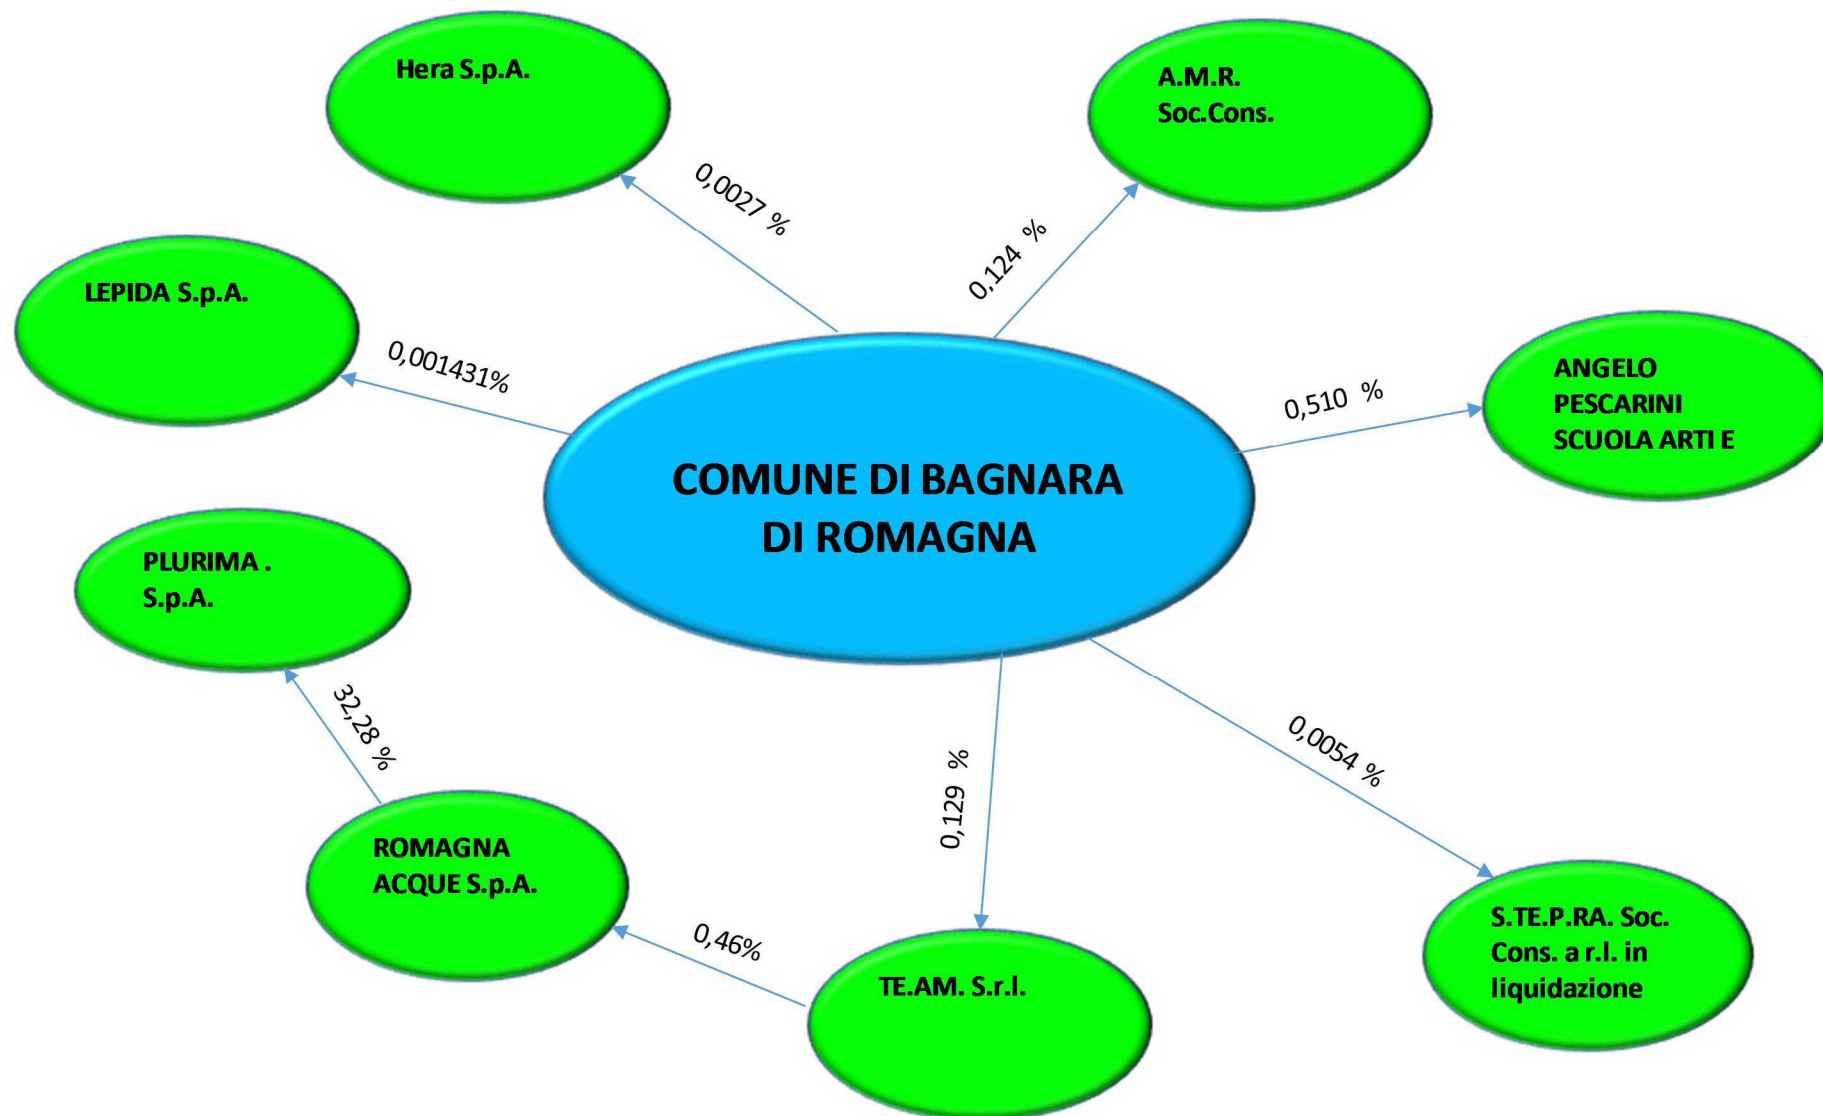 Hera S.p.A.
A.M.R.
Soc.Cons.
0,0027 %
0,124 %
LEPIDA S.p.A.
0,001431%
ANGELO
PESCARINI
SCUOLA ARTI E
0,510 %
COMUNE DI BAGNARA
DI ROMAGNA
PLURIMA .
S.p.A.
32,28 %
0,0054 %
0,129 %
ROMAGNA
ACQUE S.p.A.
0,46%
TE.AM. S.r.l.
S.TE.P.RA. Soc.
Cons. a r.l. in
liquidazione